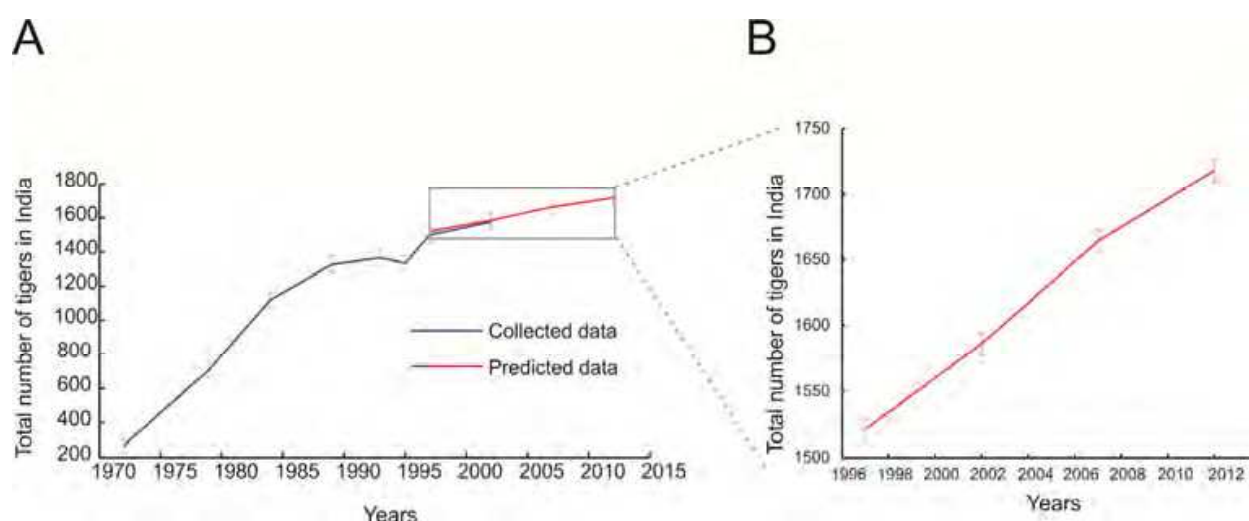 A
B
Total number of tigers in India
1800
1600
1400
1200
1000
800
600
400
200
1970 1975 1980 1985 1990 1995 2000 2005 2010 2015
Years
Collected data
Predicted data
Total number of tigers in India
1750
1700
1650
1600
1550
1500
1996 1998 2000 2002 2004 2006 2008 2010 2012
Years